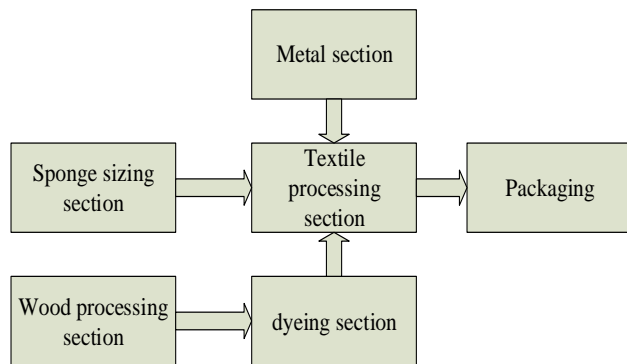 Metal section
Sponge sizing
section
Textile
processing
section
Packaging
Wood processing
section
dyeing section